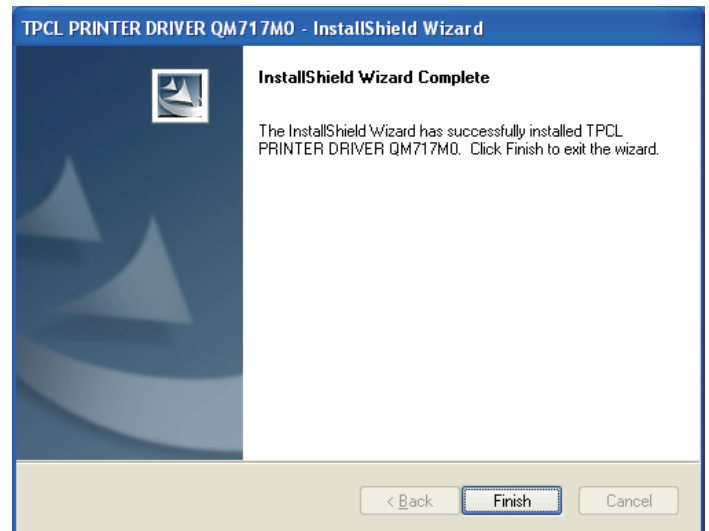 TPCL PRINTER DRIVER QM717M0 - InstallShield Wizard
InstallShield Wizard Complete
The InstallShield Wizard has successfully installed TPCL
PRINTER DRIVER QM717M0. Click Finish to exit the wizard.
< Back
Finish
Cancel